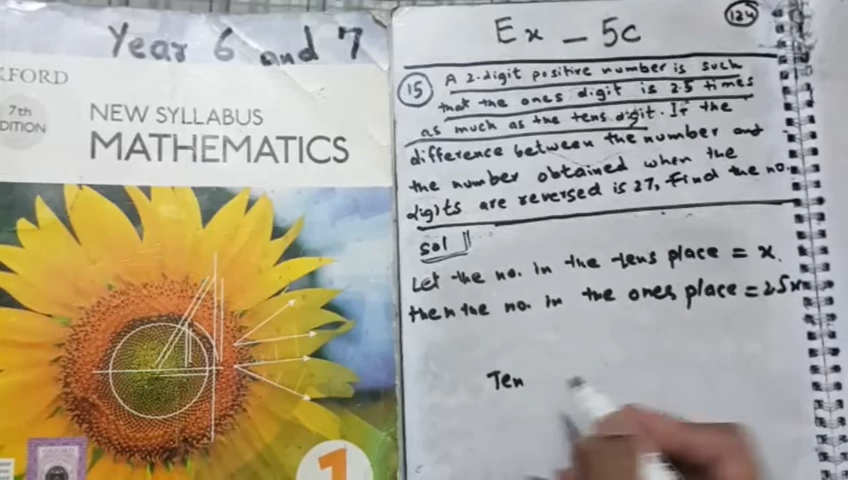 Year 6 and 7
XFORD
7th
DITION
NEW SYLLABUS
MATHEMATICS
1
124
Ex - 5c
15 A 2-digit positive number is such
that the ones digit is 2.5 times
as much as the tens digit. If the
difference between the number and
the number obtained when the
digits are reversed is 27, find the no.
Sol
Let the no. in the tens place = x.
then the no. in the ones place = 2.5x
Ten